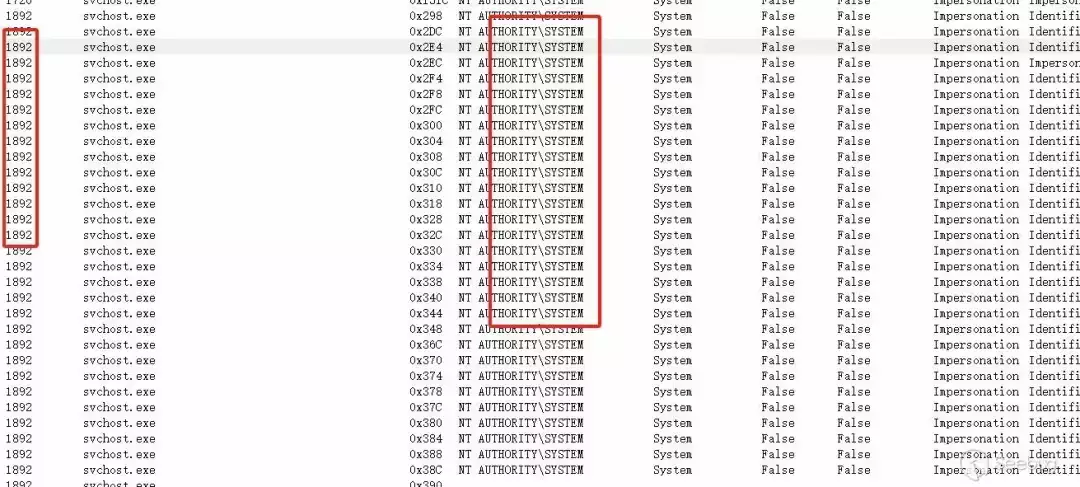 1720 svchost.exe 0x131C NT AUTHORITY\SYSTEM System False False Impersonation
1892 svchost.exe 0x298 NT AUTHORITY\SYSTEM System False False Impersonation Identifi
1892 svchost.exe 0x2DC NT AUTHORITY\SYSTEM System False False Impersonation Identifi
1892 svchost.exe 0x2E4 NT AUTHORITY\SYSTEM System False False Impersonation Identifi
1892 svchost.exe 0x2EC NT AUTHORITY\SYSTEM System False False Impersonation Imperson
1892 svchost.exe 0x2F4 NT AUTHORITY\SYSTEM System False False Impersonation Identifi
1892 svchost.exe 0x2F8 NT AUTHORITY\SYSTEM System False False Impersonation Identifi
1892 svchost.exe 0x2FC NT AUTHORITY\SYSTEM System False False Impersonation Identifi
1892 svchost.exe 0x300 NT AUTHORITY\SYSTEM System False False Impersonation Identifi
1892 svchost.exe 0x304 NT AUTHORITY\SYSTEM System False False Impersonation Identifi
1892 svchost.exe 0x308 NT AUTHORITY\SYSTEM System False False Impersonation Identifi
1892 svchost.exe 0x30C NT AUTHORITY\SYSTEM System False False Impersonation Identifi
1892 svchost.exe 0x310 NT AUTHORITY\SYSTEM System False False Impersonation Identifi
1892 svchost.exe 0x318 NT AUTHORITY\SYSTEM System False False Impersonation Identifi
1892 svchost.exe 0x328 NT AUTHORITY\SYSTEM System False False Impersonation Identifi
1892 svchost.exe 0x32C NT AUTHORITY\SYSTEM System False False Impersonation Identifi
1892 svchost.exe 0x330 NT AUTHORITY\SYSTEM System False False Impersonation Identifi
1892 svchost.exe 0x334 NT AUTHORITY\SYSTEM System False False Impersonation Identifi
1892 svchost.exe 0x338 NT AUTHORITY\SYSTEM System False False Impersonation Identifi
1892 svchost.exe 0x340 NT AUTHORITY\SYSTEM System False False Impersonation Identifi
1892 svchost.exe 0x344 NT AUTHORITY\SYSTEM System False False Impersonation Identifi
1892 svchost.exe 0x348 NT AUTHORITY\SYSTEM System False False Impersonation Identifi
1892 svchost.exe 0x36C NT AUTHORITY\SYSTEM System False False Impersonation Identifi
1892 svchost.exe 0x370 NT AUTHORITY\SYSTEM System False False Impersonation Identifi
1892 svchost.exe 0x374 NT AUTHORITY\SYSTEM System False False Impersonation Identifi
1892 svchost.exe 0x378 NT AUTHORITY\SYSTEM System False False Impersonation Identifi
1892 svchost.exe 0x37C NT AUTHORITY\SYSTEM System False False Impersonation Identifi
1892 svchost.exe 0x380 NT AUTHORITY\SYSTEM System False False Impersonation Identifi
1892 svchost.exe 0x384 NT AUTHORITY\SYSTEM System False False Impersonation Identifi
1892 svchost.exe 0x388 NT AUTHORITY\SYSTEM System False False Impersonation Identifi
1892 svchost.exe 0x38C NT AUTHORITY\SYSTEM System False False Impersonation Identifi
1892 svchost.exe 0x390